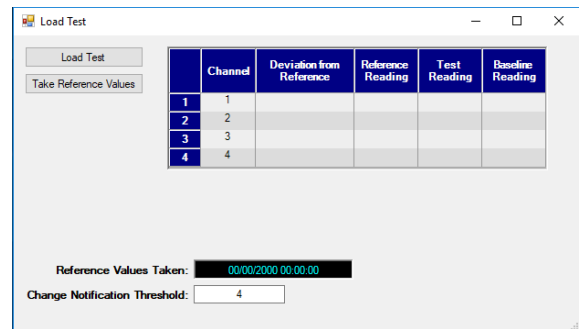 Load Test
Load Test
Take Reference Values
Channel Deviation from Reference Reference Reading Test Reading Baseline Reading
1 1
2 2
3 3
4 4
Reference Values Taken: 00/00/2000 00:00:00
Change Notification Threshold: 4